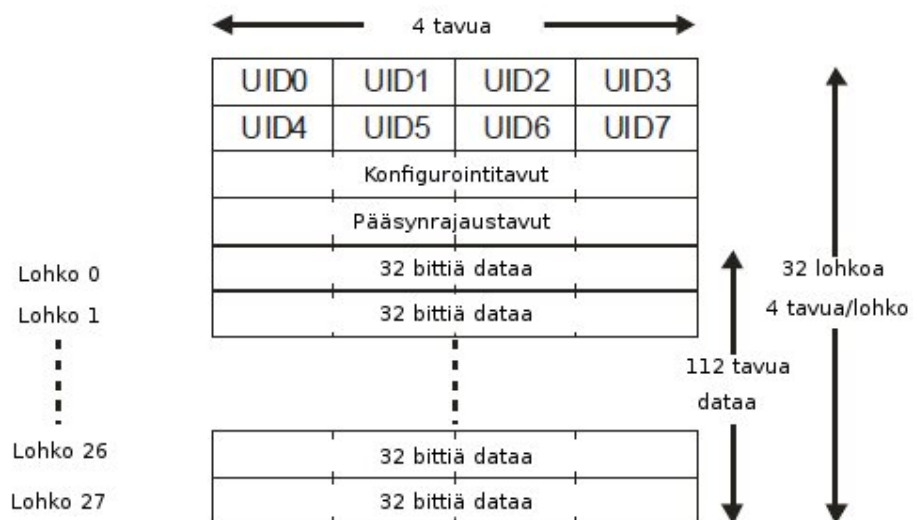 4 tavua
UID0 UID1 UID2 UID3
UID4 UID5 UID6 UID7
Konfigurointitavut
Pääsynrajaustavut
Lohko 0 32 bittiä dataa
Lohko 1 32 bittiä dataa
Lohko 26 32 bittiä dataa
Lohko 27 32 bittiä dataa
112 tavua
dataa
32 lohkoa
4 tavua/lohko